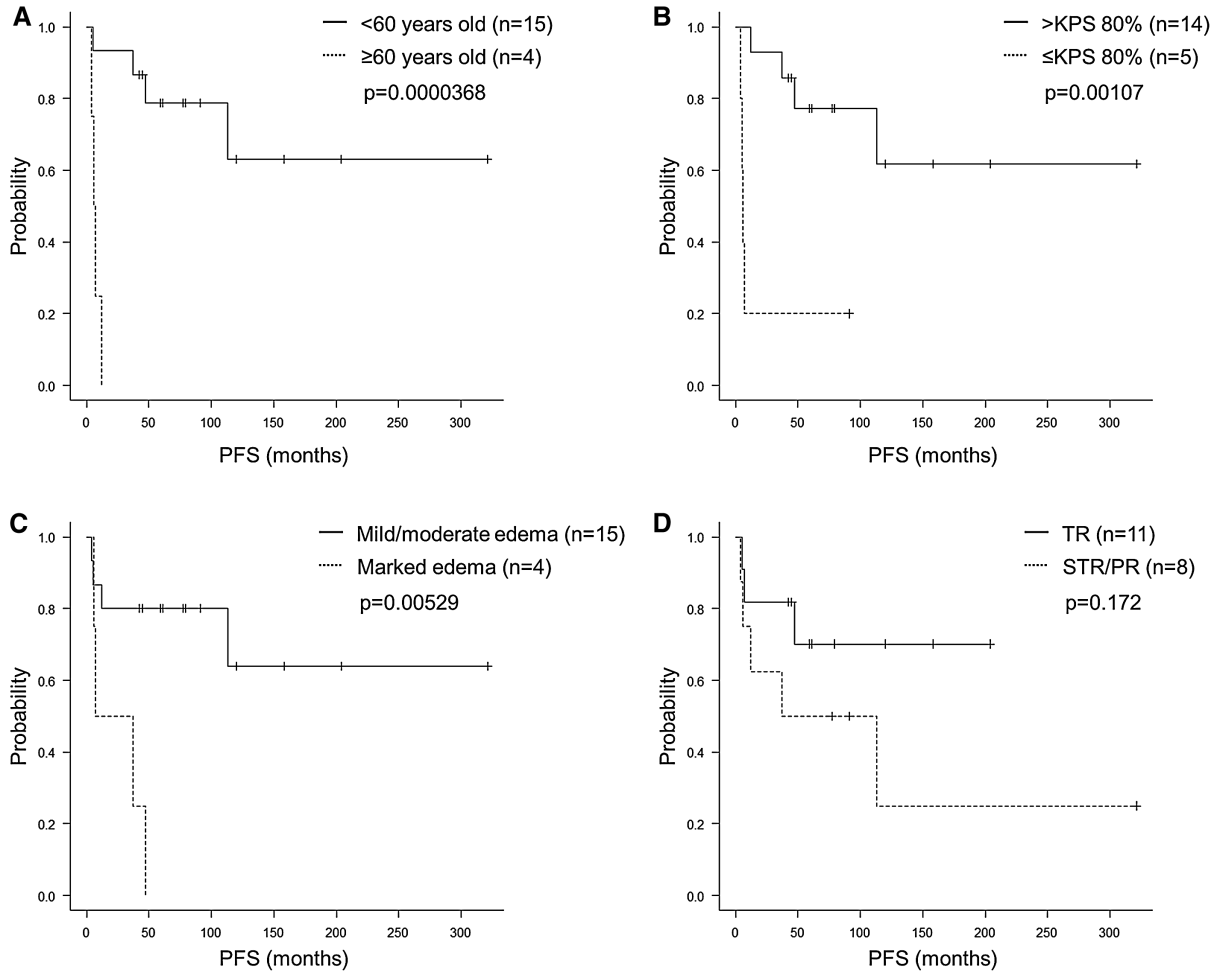 A
<60 years old (n=15)
≥60 years old (n=4)
p=0.0000368
Probability
1.0
0.8
0.6
0.4
0.2
0.0
0 50 100 150 200 250 300
PFS (months)
B
>KPS 80% (n=14)
≤KPS 80% (n=5)
p=0.00107
Probability
1.0
0.8
0.6
0.4
0.2
0.0
0 50 100 150 200 250 300
PFS (months)
C
Mild/moderate edema (n=15)
Marked edema (n=4)
p=0.00529
Probability
1.0
0.8
0.6
0.4
0.2
0.0
0 50 100 150 200 250 300
PFS (months)
D
TR (n=11)
STR/PR (n=8)
p=0.172
Probability
1.0
0.8
0.6
0.4
0.2
0.0
0 50 100 150 200 250 300
PFS (months)